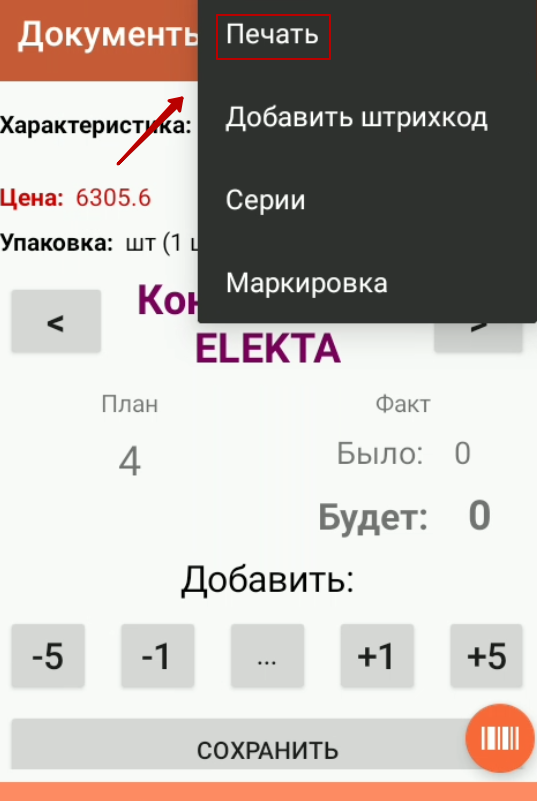 Документы
Печать
Добавить штрихкод
Серии
Маркировка
Характеристика:
Цена: 6305.6
Упаковка: шт (1
<
>
ELEKTA
План
Факт
4
Было: 0
Будет: 0
Добавить:
-5 -1 ... +1 +5
СОХРАНИТЬ